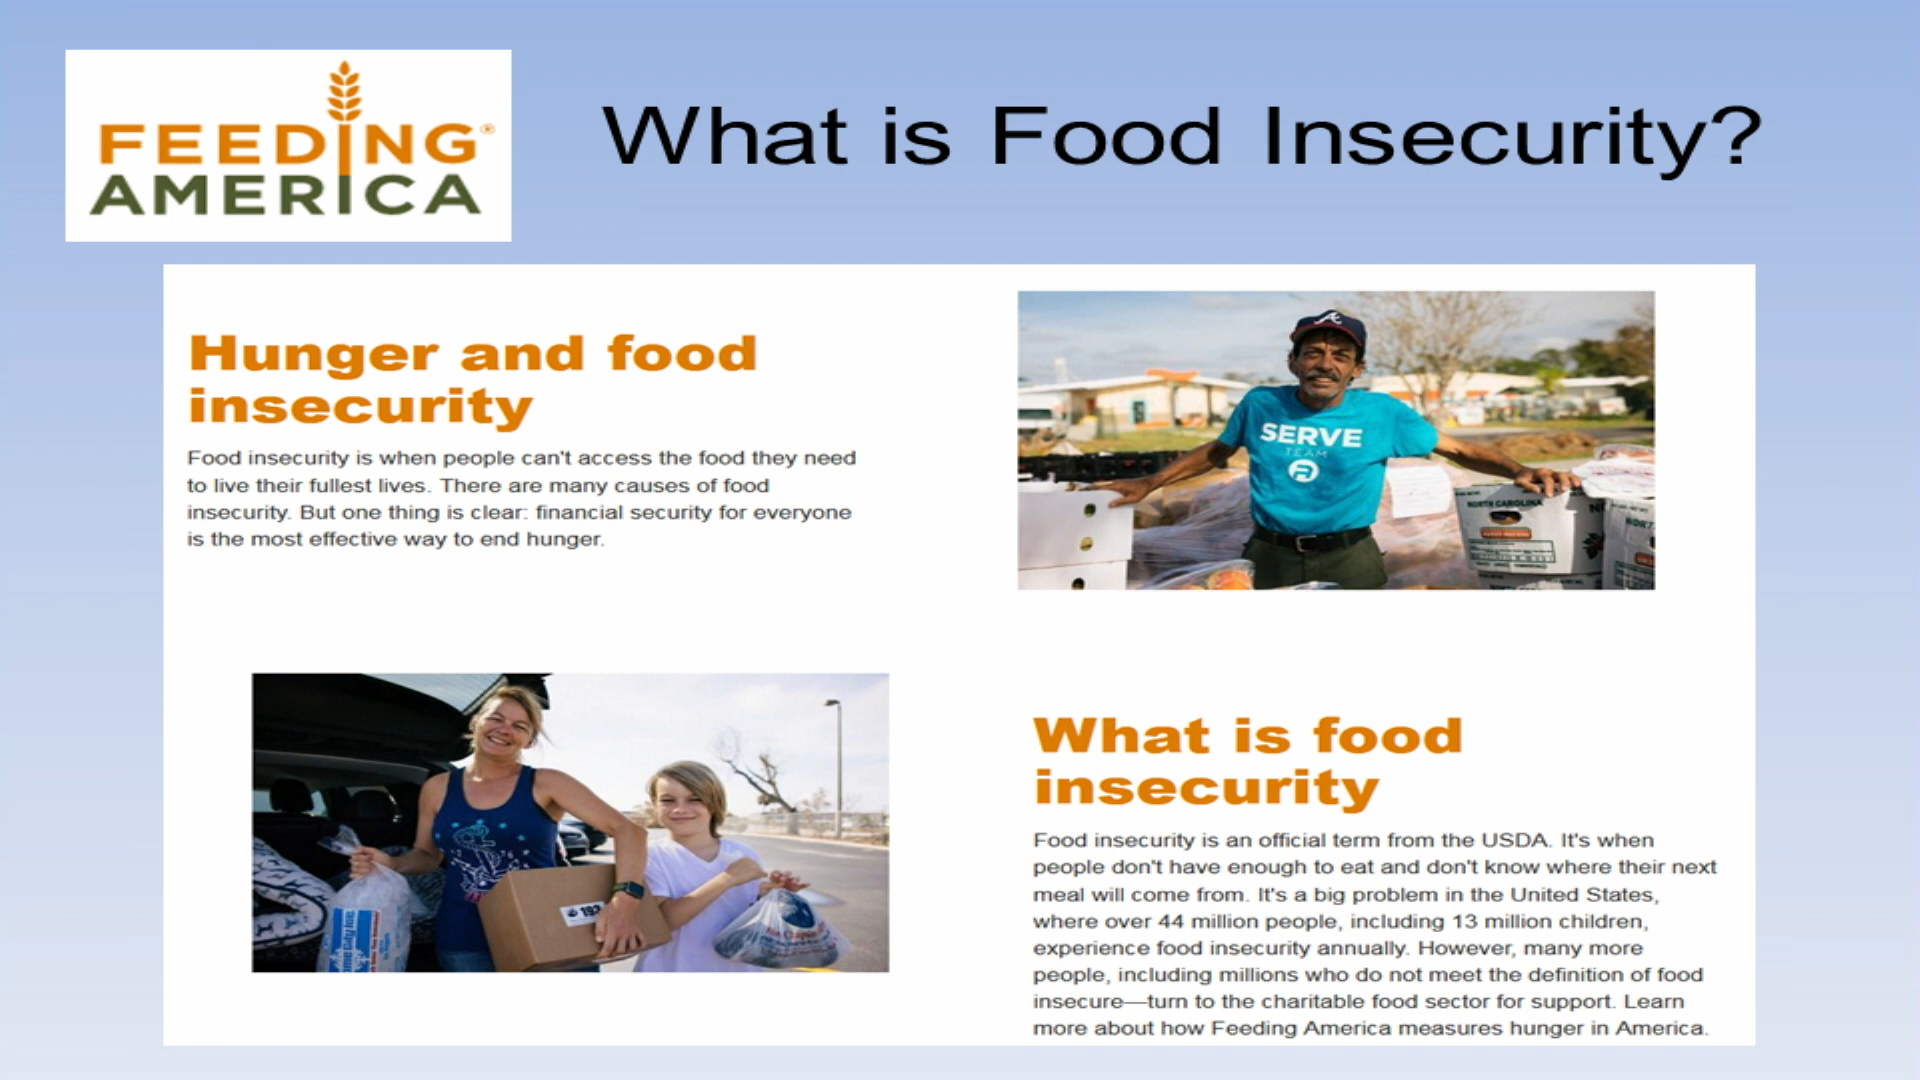 FEEDING®
AMERICA
What is Food Insecurity?
Hunger and food
insecurity
Food insecurity is when people can't access the food they need
to live their fullest lives. There are many causes of food
insecurity. But one thing is clear: financial security for everyone
is the most effective way to end hunger.
SERVE
TEAM
NORTH CAROLINA
192
What is food
insecurity
Food insecurity is an official term from the USDA. It's when
people don't have enough to eat and don't know where their next
meal will come from. It's a big problem in the United States,
where over 44 million people, including 13 million children,
experience food insecurity annually. However, many more
people, including millions who do not meet the definition of food
insecure—turn to the charitable food sector for support. Learn
more about how Feeding America measures hunger in America.